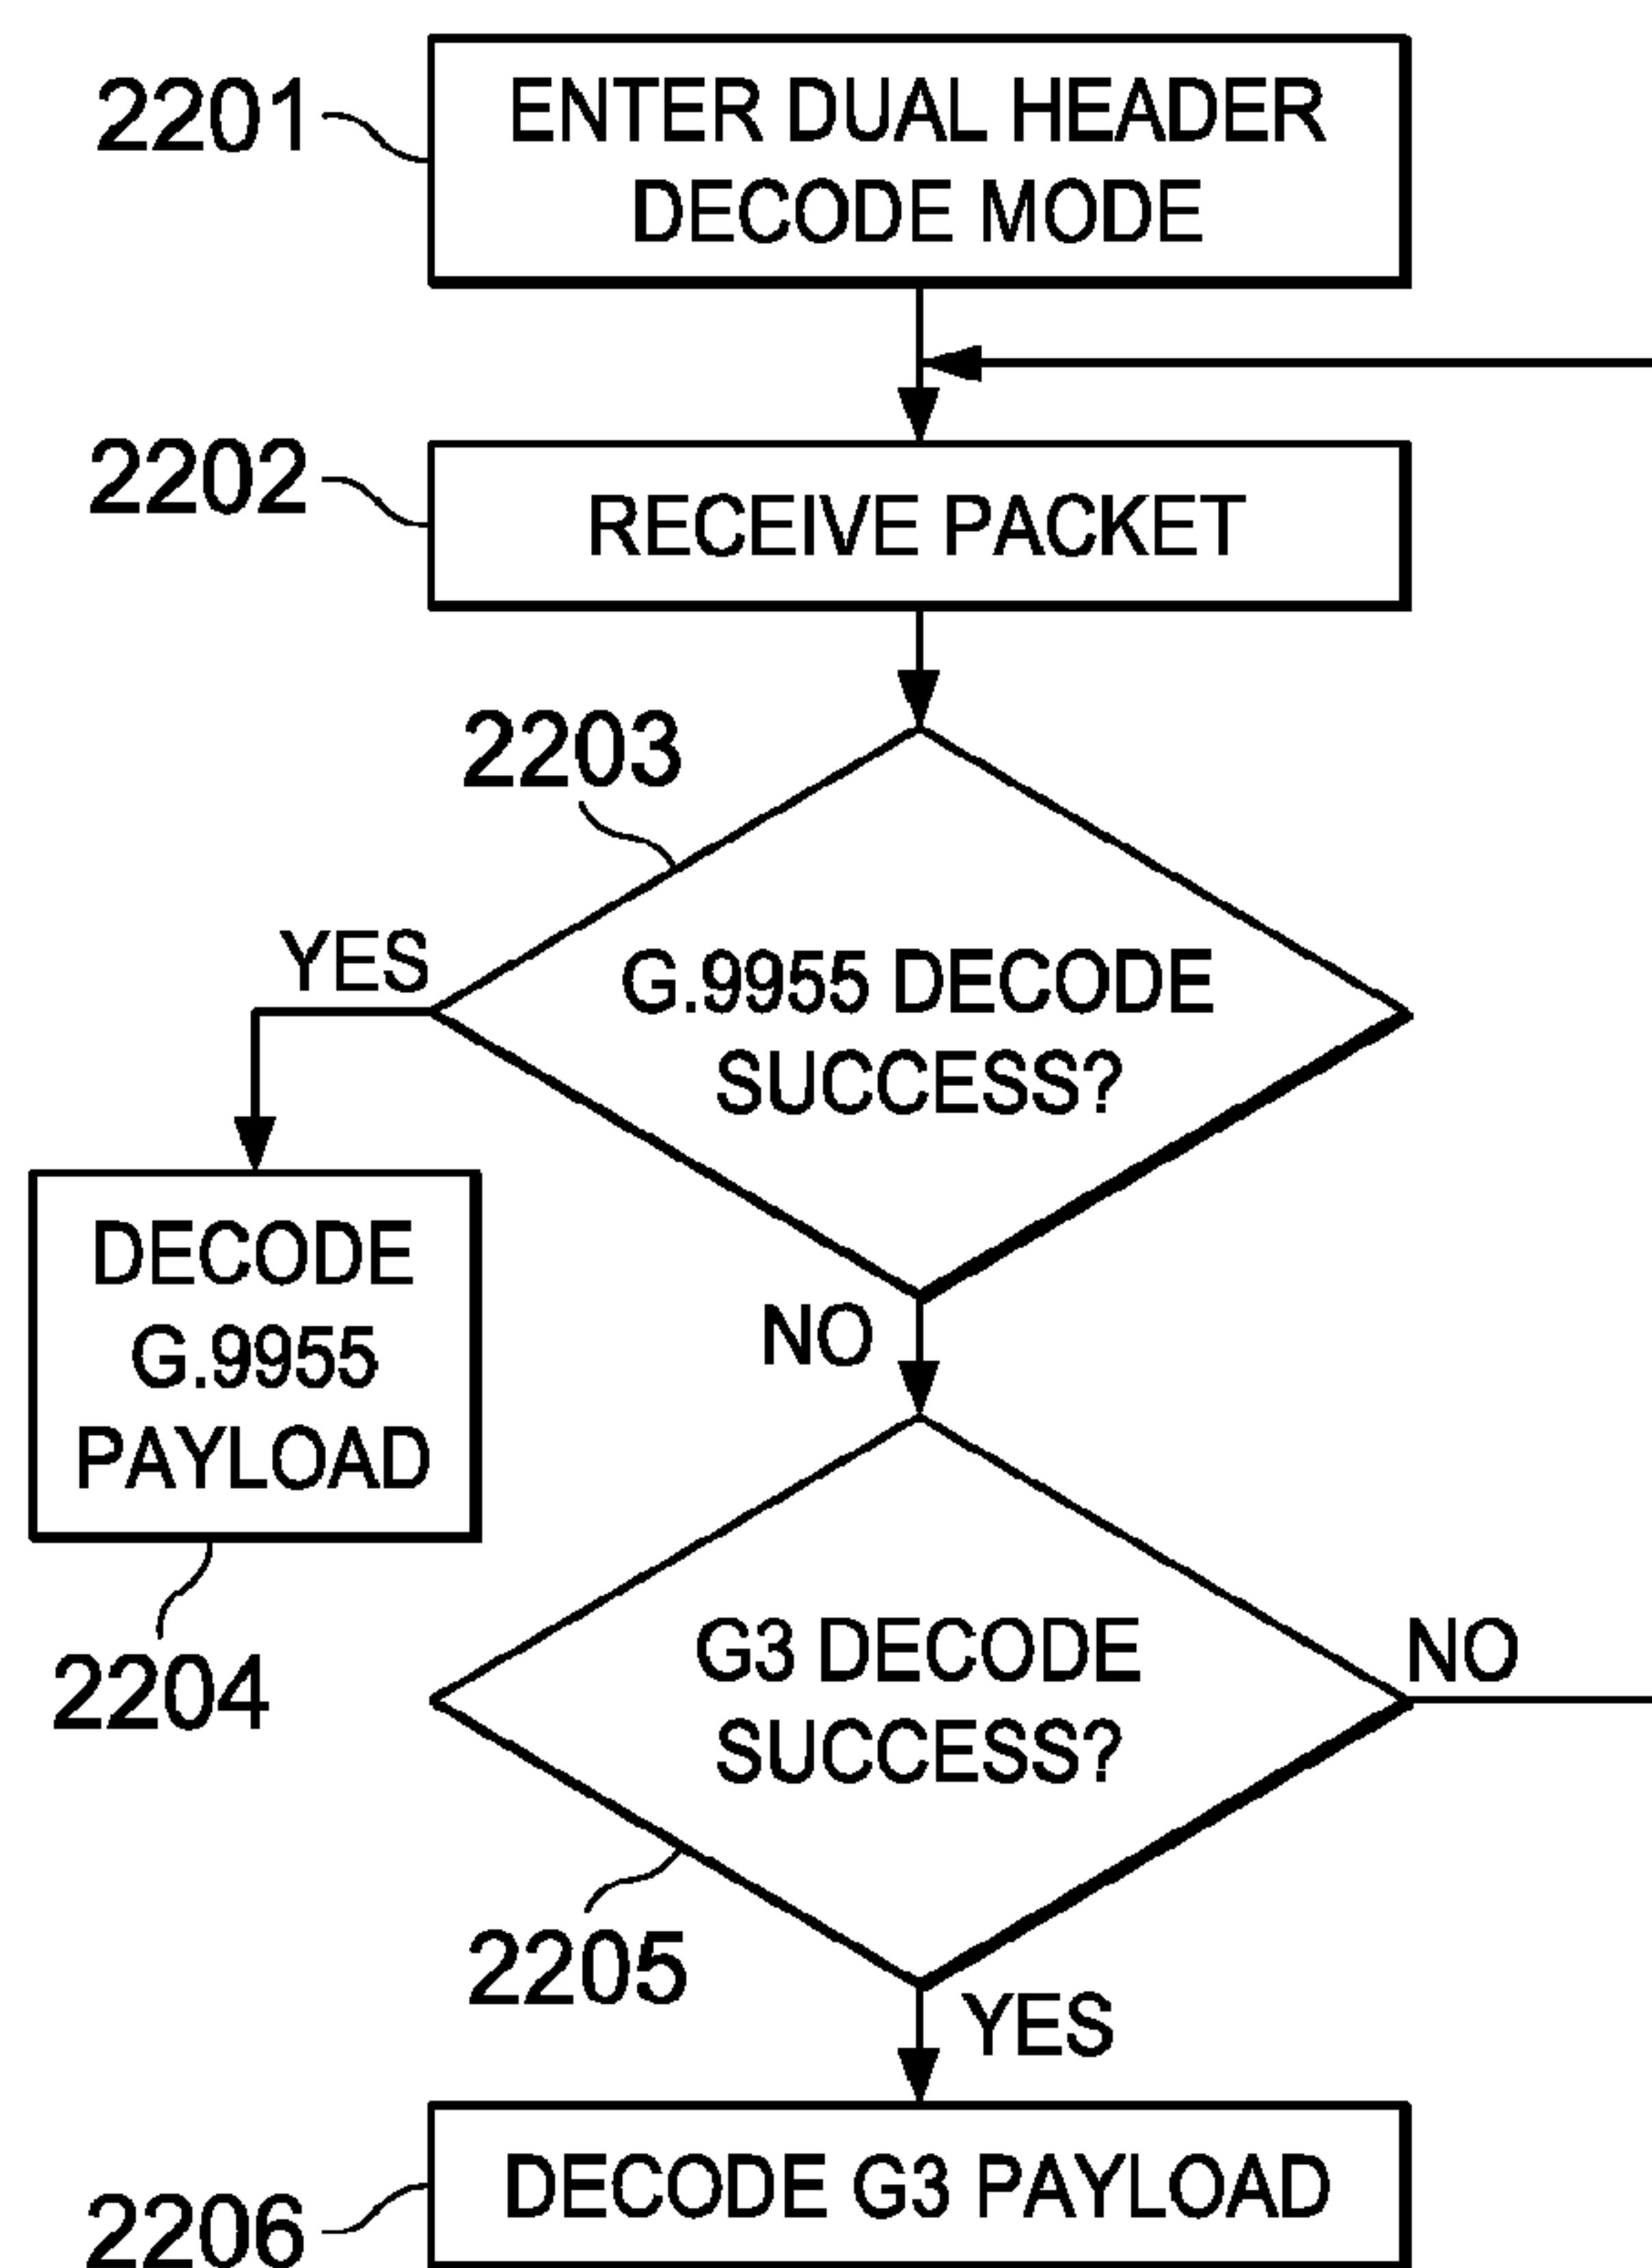 2201
ENTER DUAL HEADER
DECODE MODE
2202
RECEIVE PACKET
2203
YES
G.9955 DECODE
SUCCESS?
DECODE
G.9955
PAYLOAD
2204
NO
G3 DECODE
SUCCESS?
NO
2205
YES
DECODE G3 PAYLOAD
2206